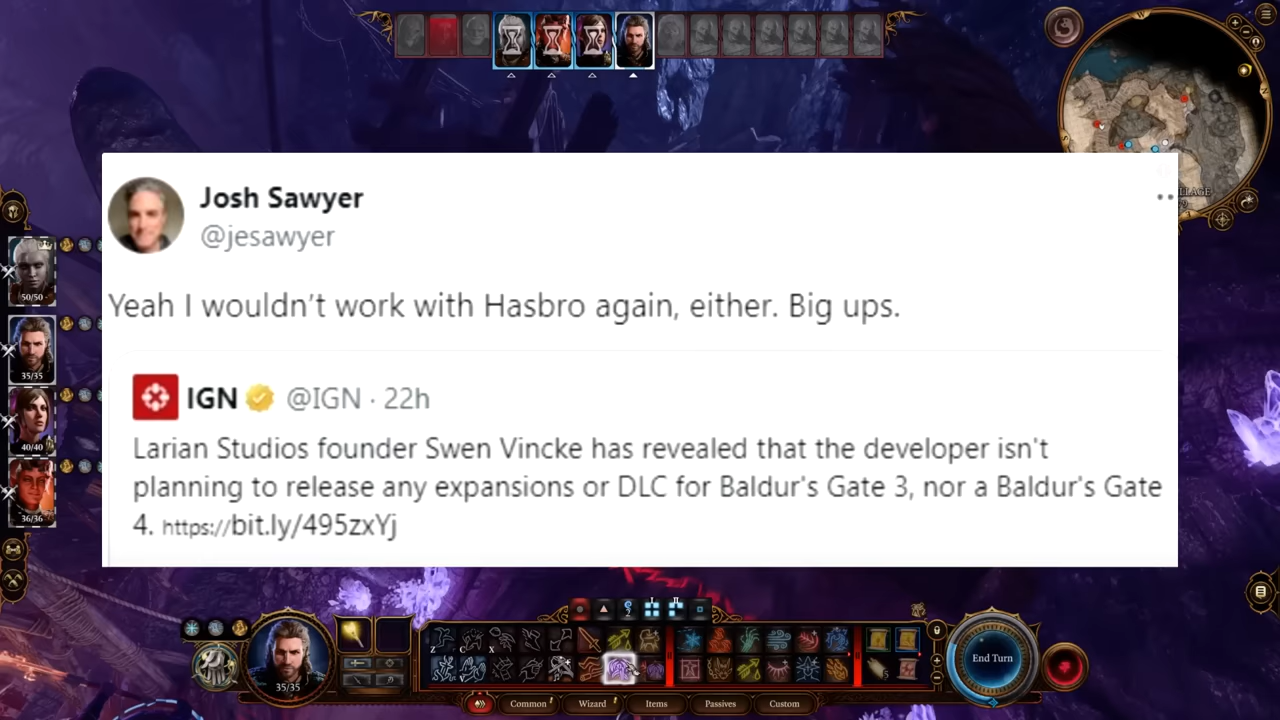 Josh Sawyer
@jesawyer
Yeah I wouldn't work with Hasbro again, either. Big ups.
IGN @IGN · 22h
Larian Studios founder Swen Vincke has revealed that the developer isn't
planning to release any expansions or DLC for Baldur's Gate 3, nor a Baldur's Gate
4. https://bit.ly/495zxYj
50/50
35/35
40/40
36/36
35/35
End Turn
Common
Wizard
Items
Passives
Custom